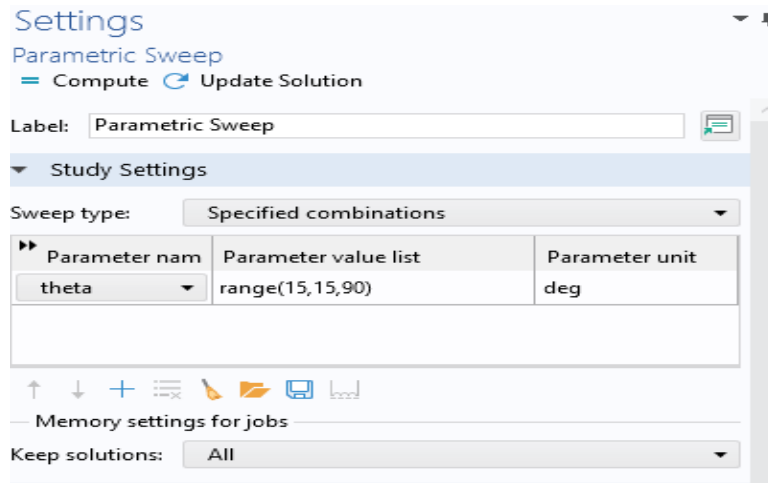 Settings
Parametric Sweep
= Compute Update Solution
Label: Parametric Sweep
Study Settings
Sweep type: Specified combinations
Parameter nam Parameter value list Parameter unit
theta range(15,15,90) deg
Memory settings for jobs
Keep solutions: All